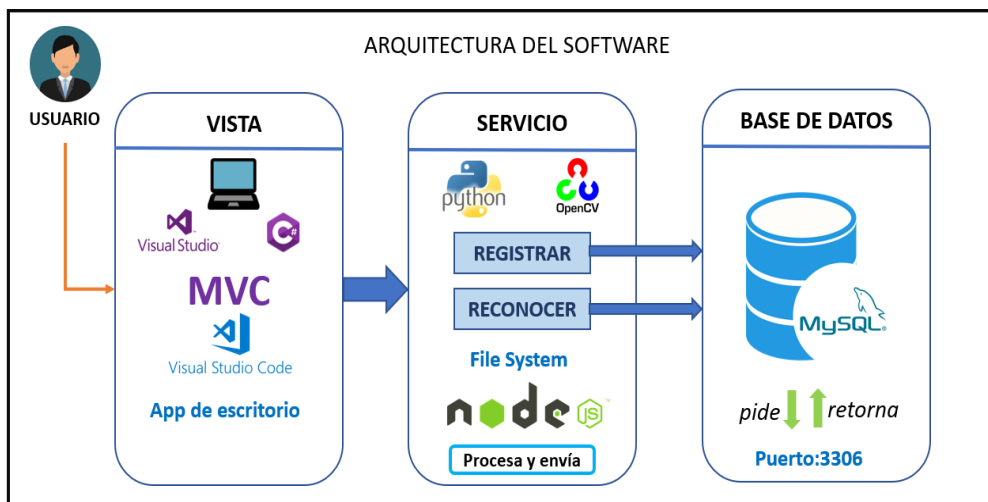 ARQUITECTURA DEL SOFTWARE
USUARIO
VISTA
Visual Studio
C#
MVC
Visual Studio Code
App de escritorio
SERVICIO
python
OpenCV
REGISTRAR
RECONOCER
File System
node
JS
TM
Procesa y envía
BASE DE DATOS
MySQL®
pide
retorna
Puerto:3306